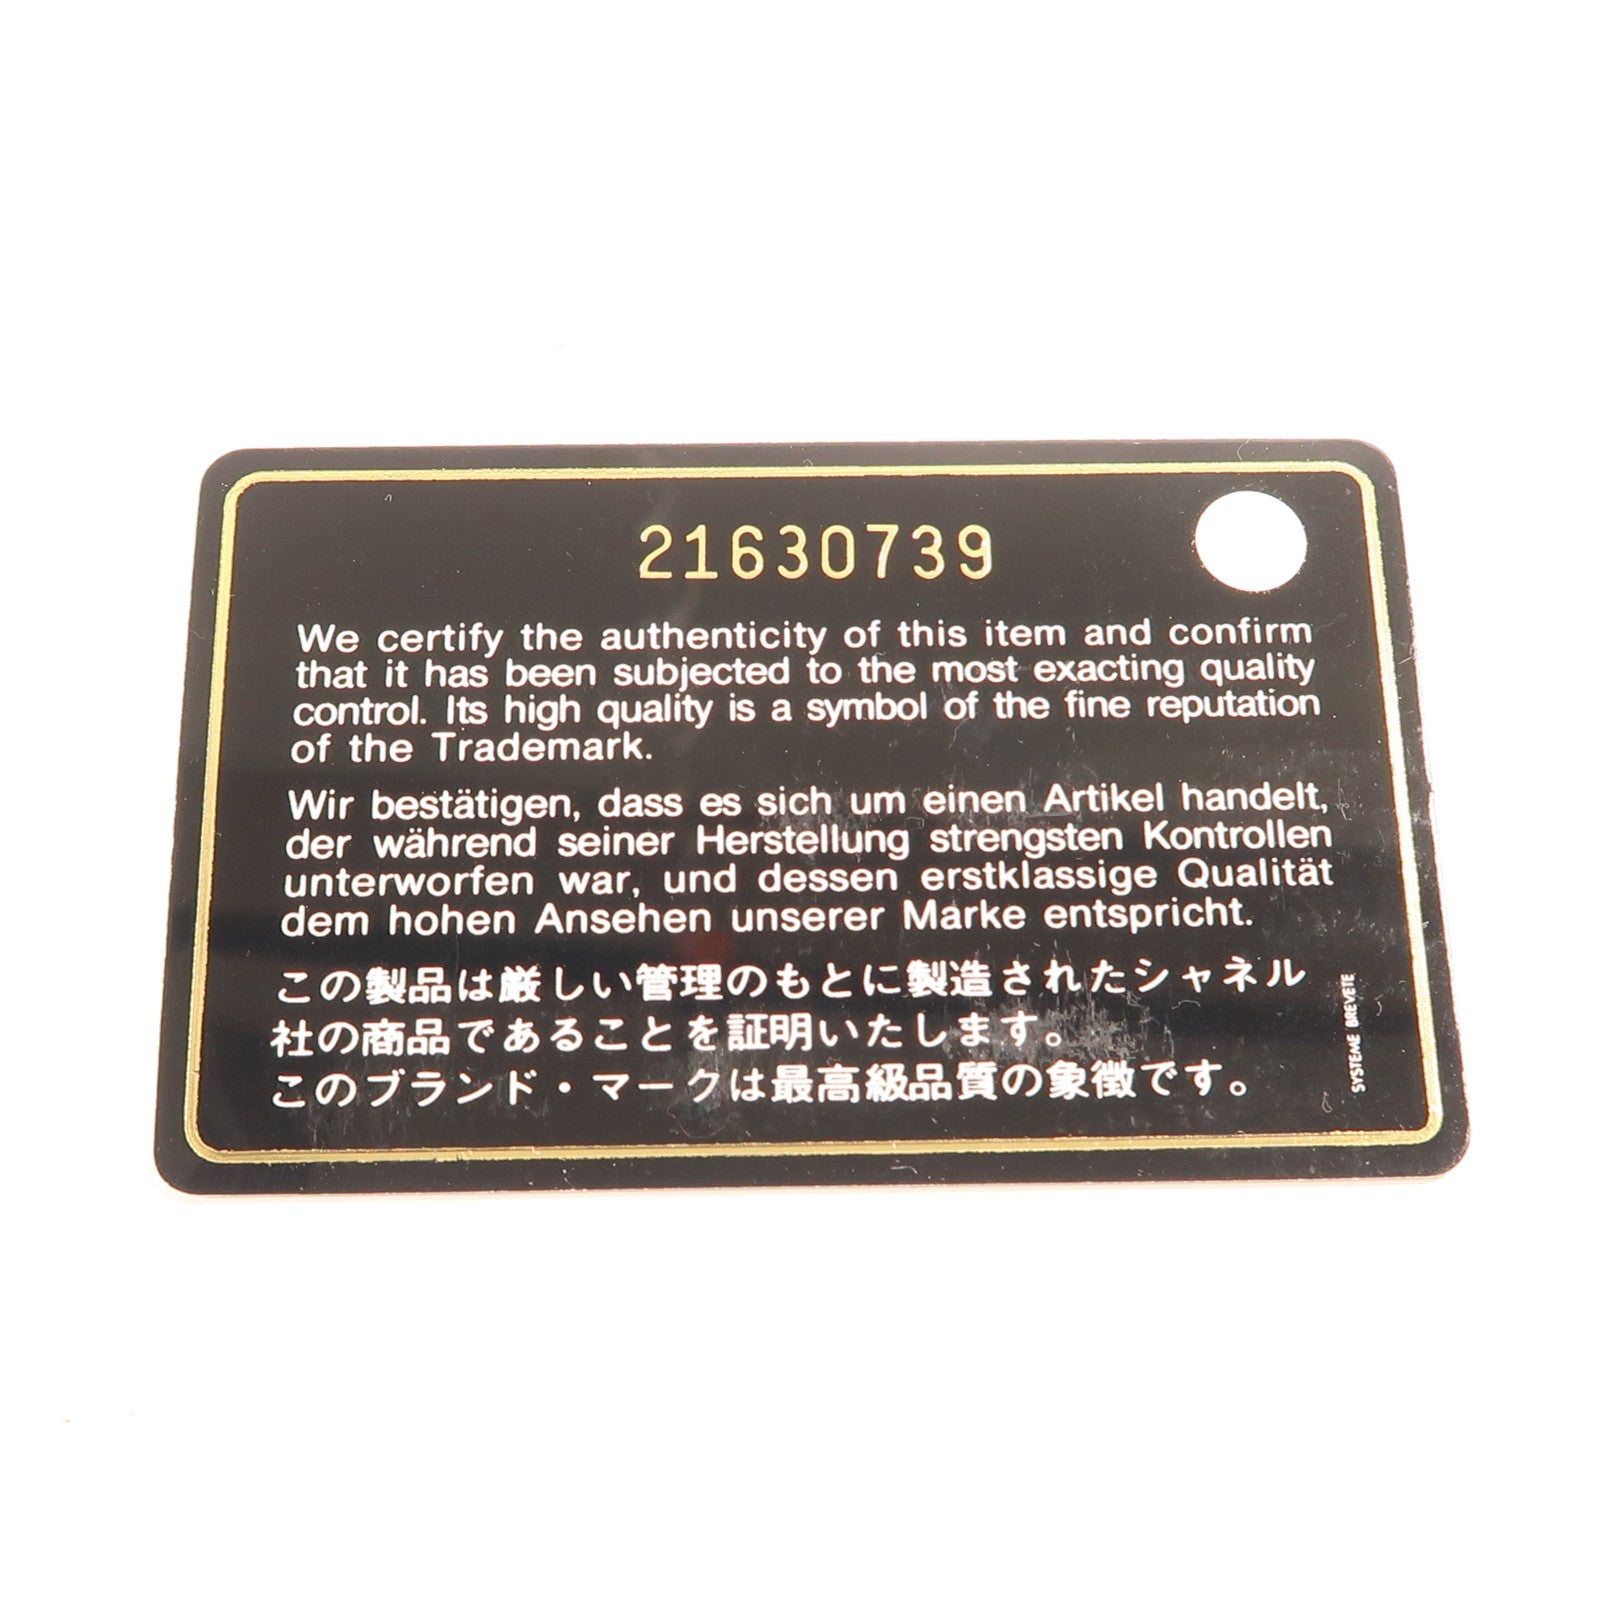 21630739
We certify the authenticity of this item and confirm
that it has been subjected to the most exacting quality
control. Its high quality is a symbol of the fine reputation
of the Trademark.
Wir bestätigen, dass es sich um einen Artikel handelt,
der während seiner Herstellung strengsten Kontrollen
unterworfen war, und dessen erstklassige Qualität
dem hohen Ansehen unserer Marke entspricht.
この製品は厳しい管理のもとに製造されたシャネル
社の商品であることを証明いたします。
このブランド・マークは最高級品質の象徴です。
SYSTEME BREVETE